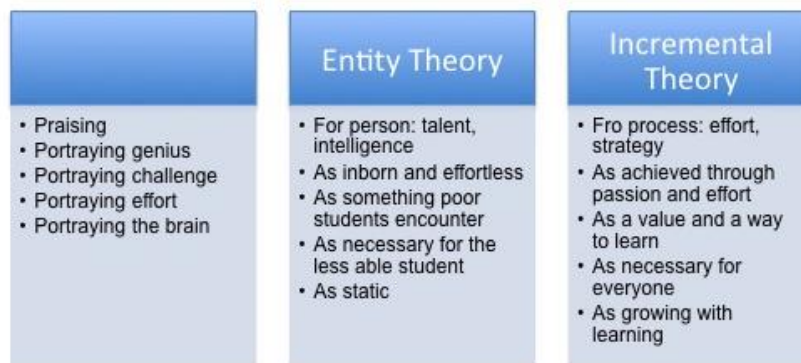 • Praising
• Portraying genius
• Portraying challenge
• Portraying effort
• Portraying the brain
Entity Theory
• For person: talent,
intelligence
• As inborn and effortless
• As something poor
students encounter
• As necessary for the
less able student
• As static
Incremental
Theory
• Fro process: effort,
strategy
• As achieved through
passion and effort
• As a value and a way
to learn
• As necessary for
everyone
• As growing with
learning